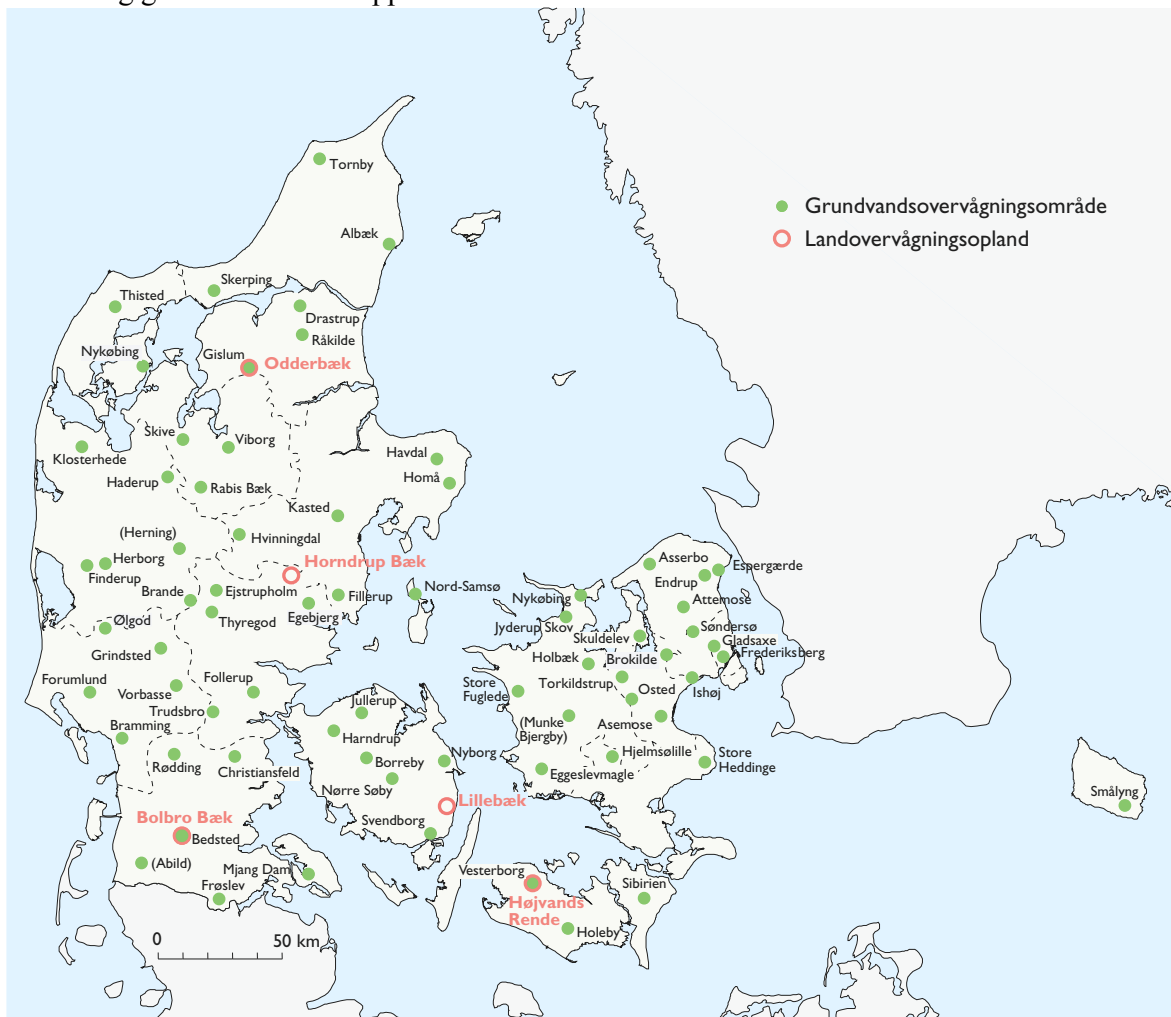 Tornby
Grundvandsovervågningsområde
Landovervågningsopland
Albæk
Skerping
Thisted
Drastrup
Råkilde
Nykøbing
Gislum
Odderbæk
Skive
Viborg
Klosterhede
Havdal
Homå
Haderup
Rabis Bæk
Kasted
(Herning)
Hvinningdal
Herborg
Finderup
Horndrup Bæk
Asserbo
Espergærde
Endrup
Brande
Ejstrupholm
Fillerup
Nord-Samsø
Nykøbing
Attemose
Thyregod
Egebjerg
Ølgod
Jyderup Skov
Skuldelev
Søndersø
Gladsaxe
Frederiksberg
Grindsted
Holbæk
Brokilde
Forumlund
Vorbasse
Follerup
Store
Fuglede
Torkildstrup
Osted
Ishøj
Trudsbro
Jullerup
Bramming
Harndrup
(Munke
Bjergby)
Asemose
Rødding
Christiansfeld
Borreby
Nyborg
Hjelmsølille
Store
Heddinge
Eggeslevmagle
Nørre Søby
Smålyng
Lillebæk
Bolbro Bæk
Bedsted
Svendborg
(Abild)
Mjang Dam
Frøslev
Vesterborg
Sibirien
Højvands
Rende
Holeby
0 50 km